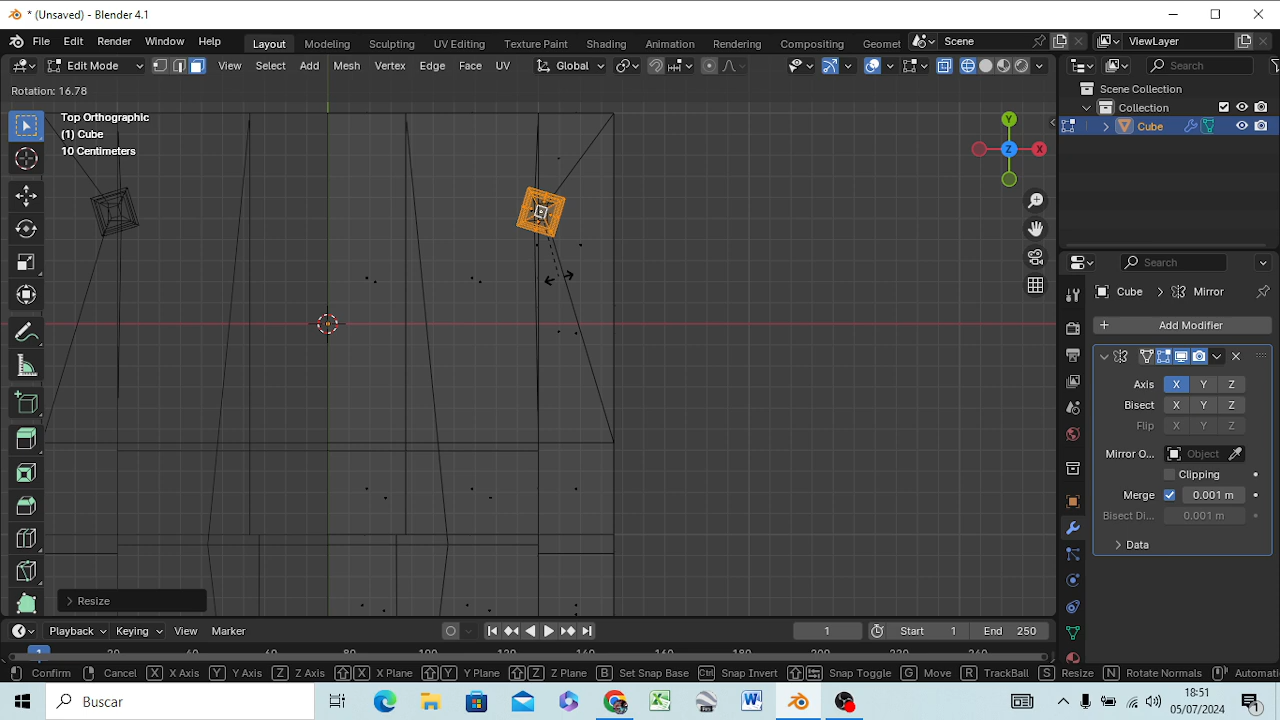 * (Unsaved) - Blender 4.1
File Edit Render Window Help Layout Modeling Sculpting UV Editing Texture Paint Shading Animation Rendering Compositing Geomet Scene ViewLayer
Edit Mode View Select Add Mesh Vertex Edge Face UV Global Search
Rotation: 16.78
Scene Collection
Collection
Cube
Top Orthographic
(1) Cube
10 Centimeters
Y
Z
X
Search
Cube > Mirror
+ Add Modifier
Axis X Y Z
Bisect X Y Z
Flip X Y Z
Mirror O... Object
Clipping
Merge 0.001 m
Bisect Di... 0.001 m
> Data
> Resize
Playback Keying View Marker 1 Start 1 End 250
Confirm Cancel X X Axis Y Y Axis Z Z Axis X X Plane Y Y Plane Z Z Plane B Set Snap Base Ctrl Snap Invert Snap Toggle G Move R TrackBall S Resize N Rotate Normals Automati
Buscar
18:51
05/07/2024
1